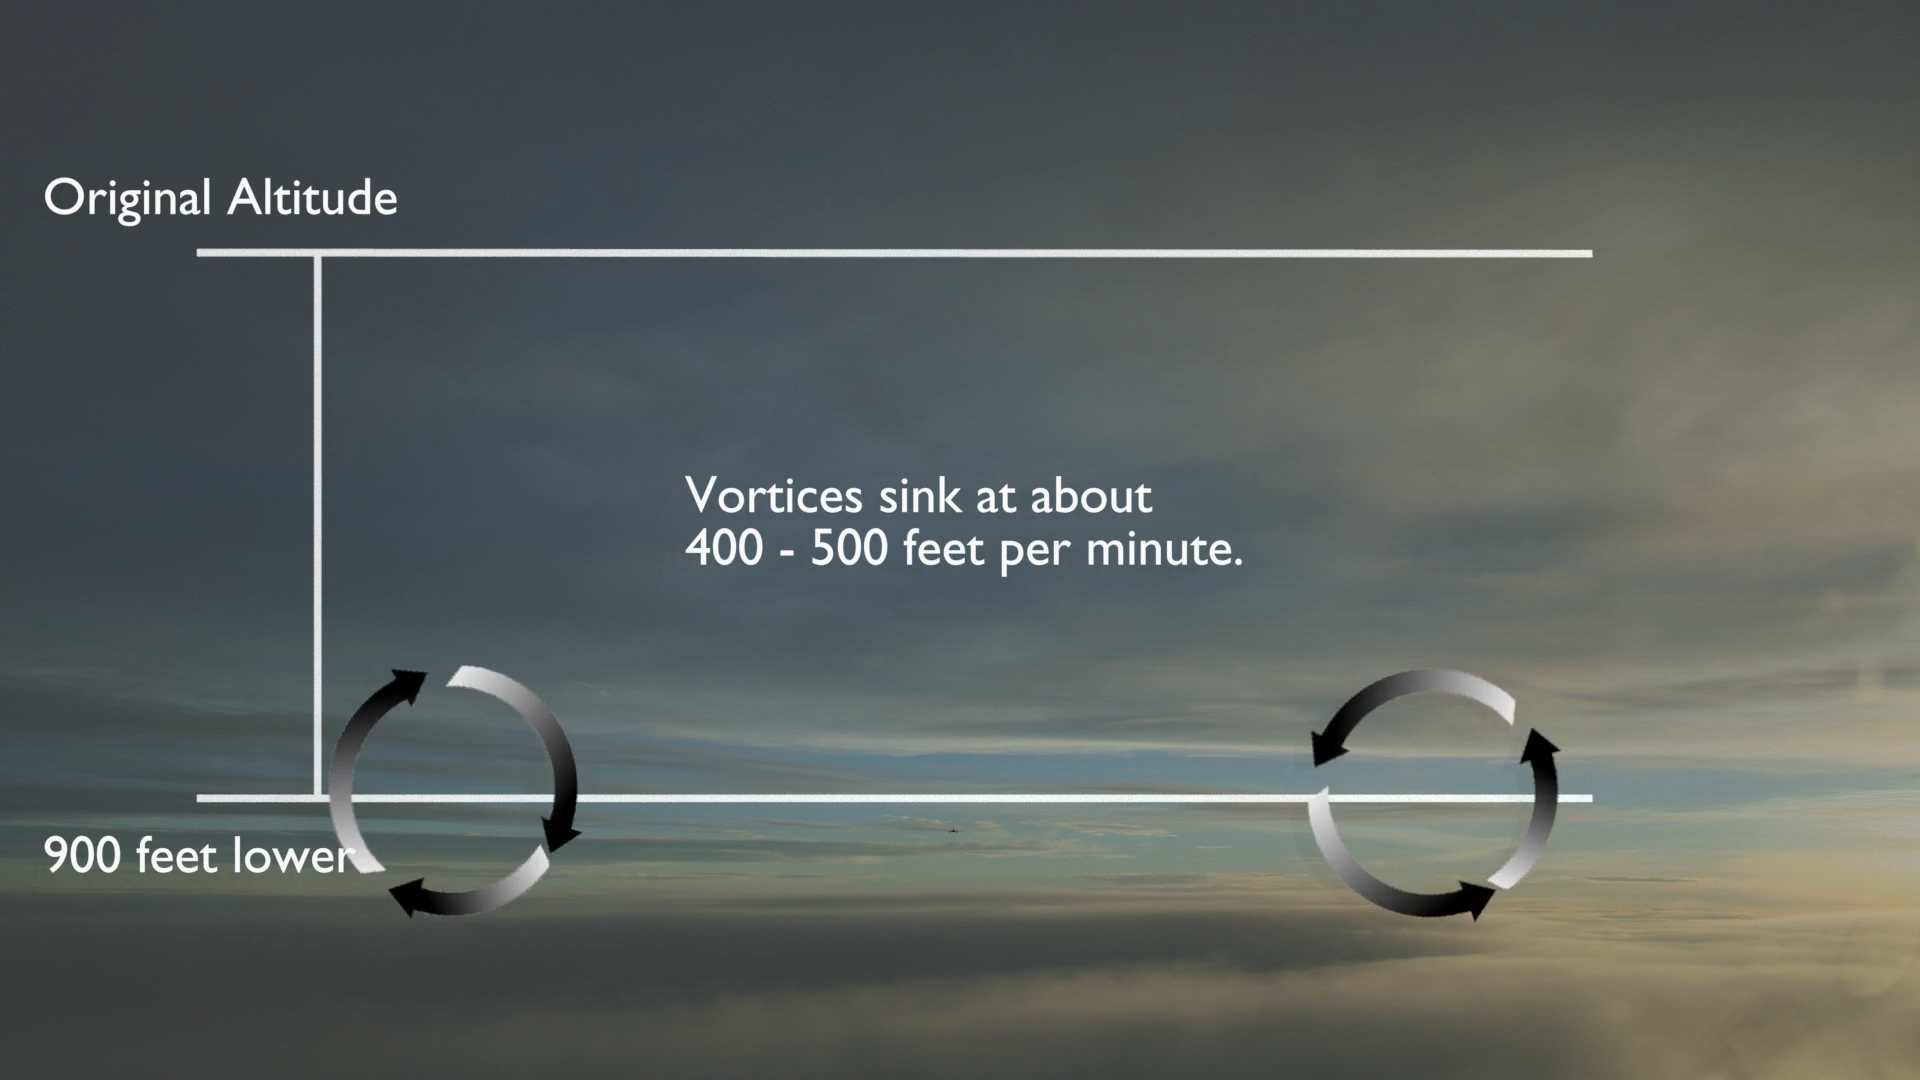 Original Altitude
Vortices sink at about
400 - 500 feet per minute.
900 feet lower